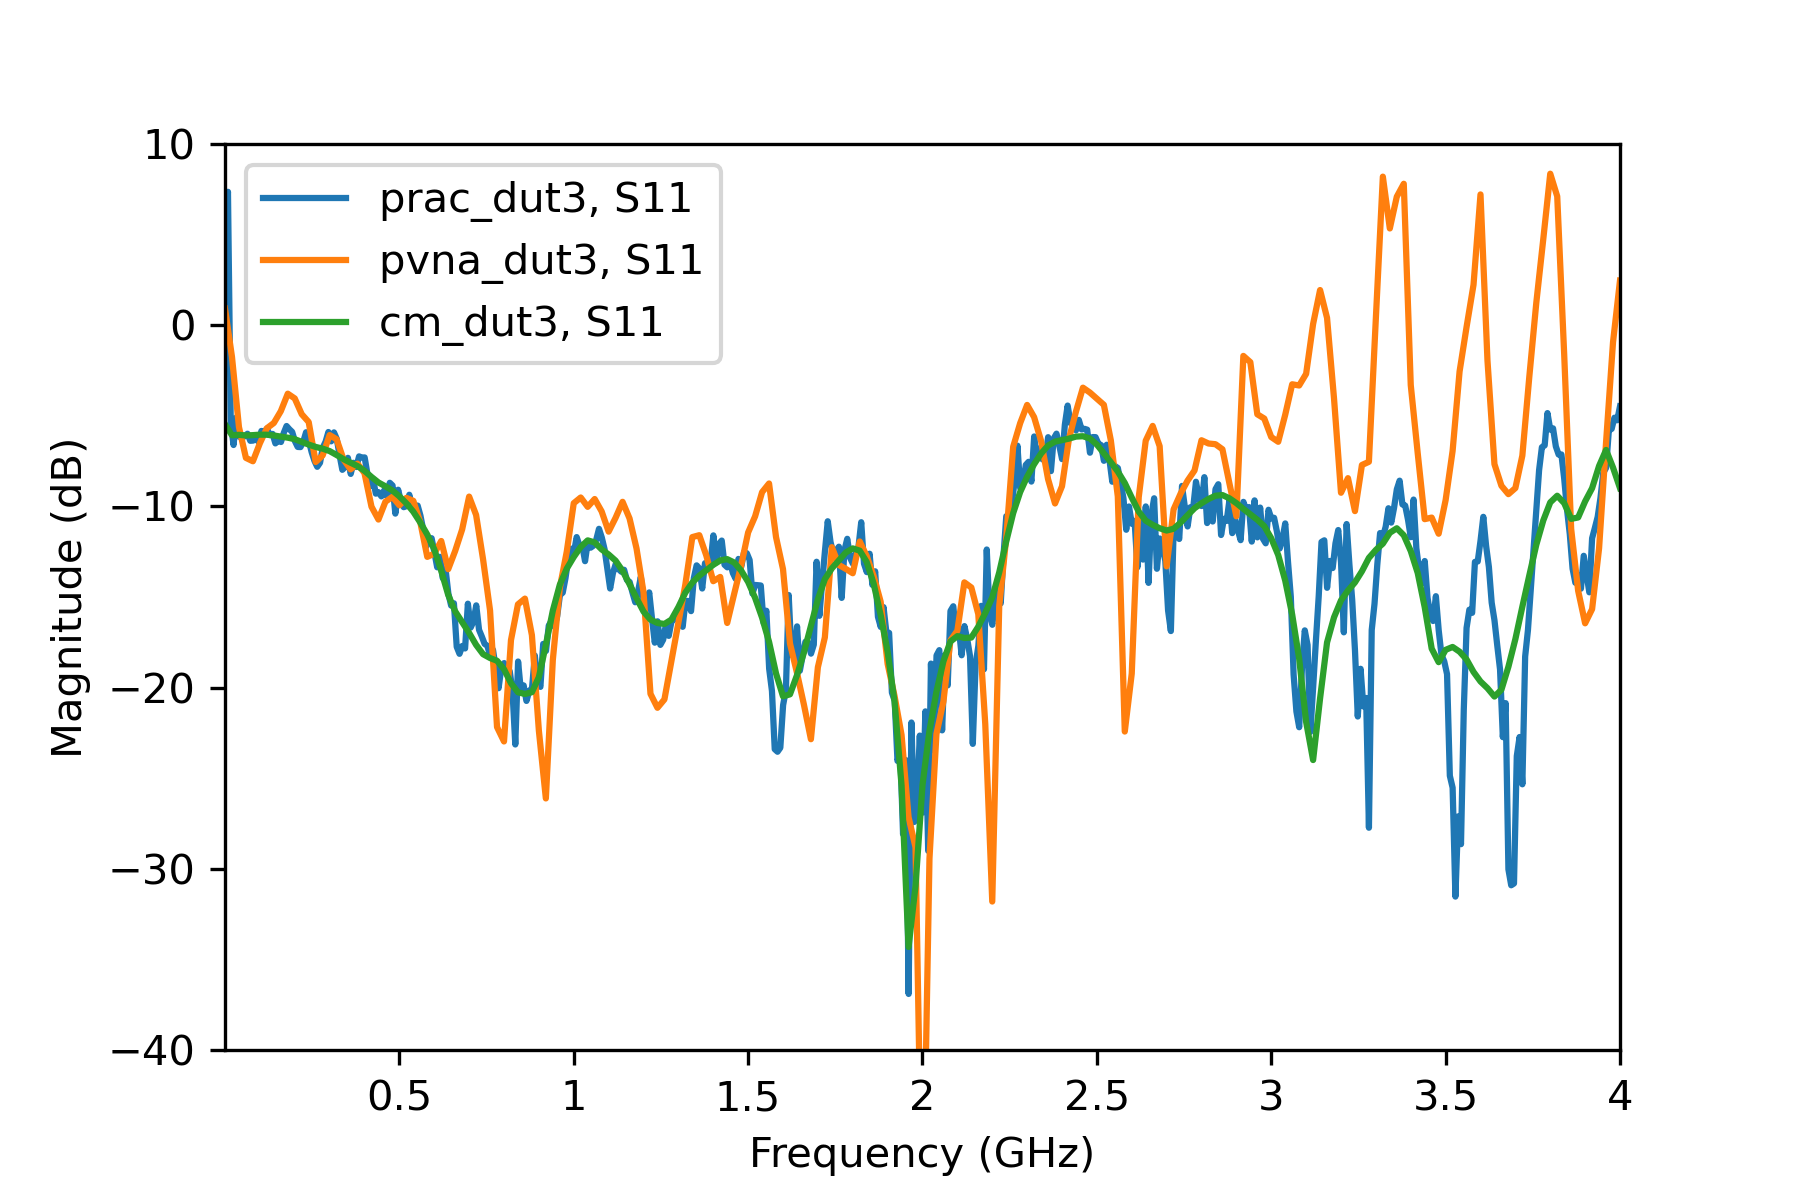 10
0
−10
−20
−30
−40
Magnitude (dB)
prac_dut3, S11
pvna_dut3, S11
cm_dut3, S11
0.5 1 1.5 2 2.5 3 3.5 4
Frequency (GHz)